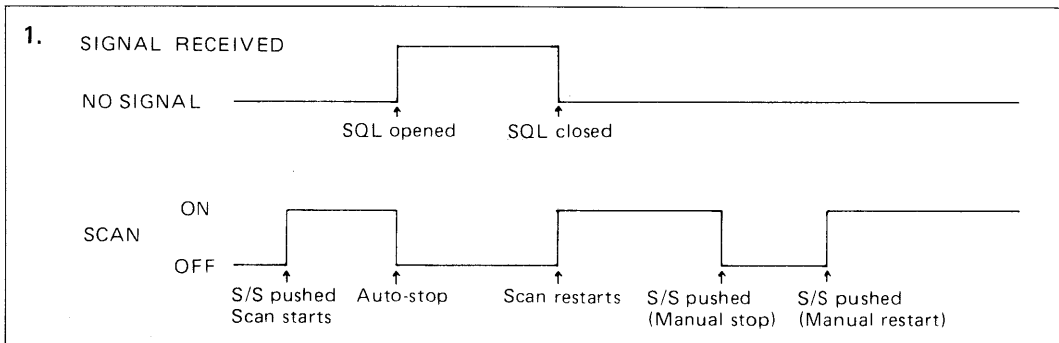 1.
SIGNAL RECEIVED
NO SIGNAL
SQL opened
SQL closed
ON
SCAN
OFF
S/S pushed
Scan starts
Auto-stop
Scan restarts
S/S pushed
(Manual stop)
S/S pushed
(Manual restart)